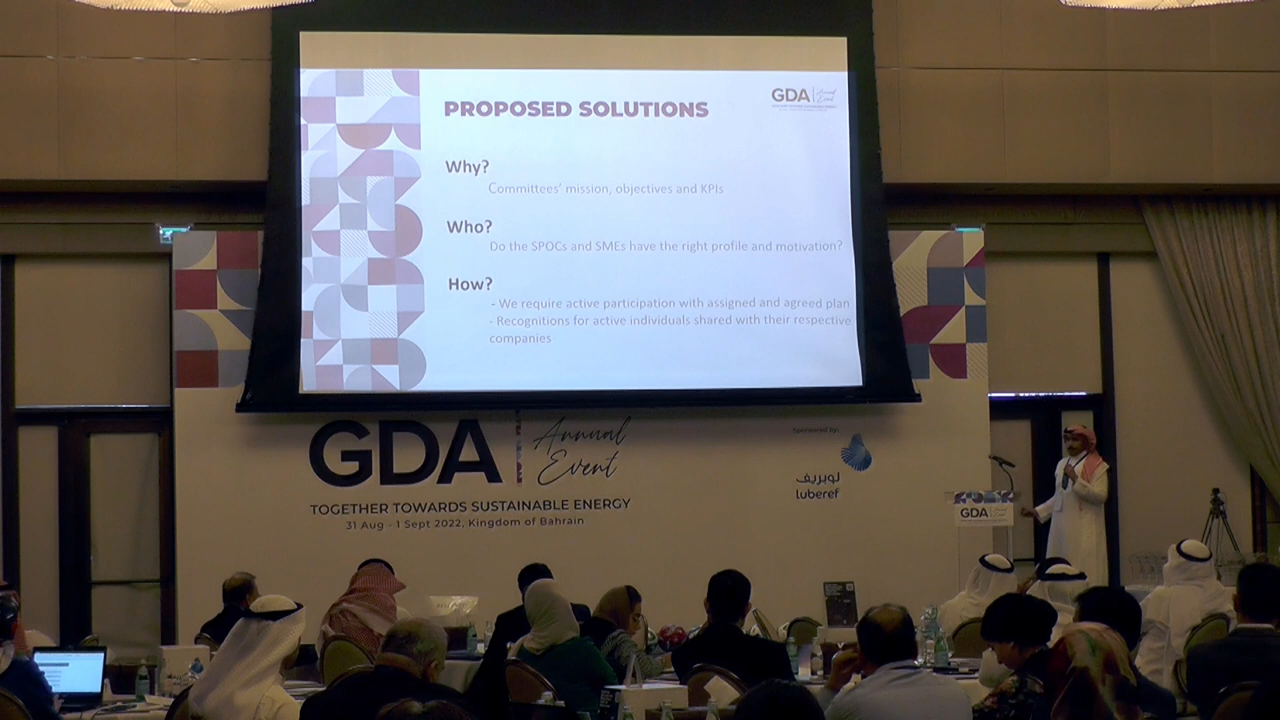 GDA Annual Event
PROPOSED SOLUTIONS
Why?
Committees' mission, objectives and KPIs
Who?
Do the SPOCs and SMEs have the right profile and motivation?
How?
- We require active participation with assigned and agreed plan
- Recognitions for active individuals shared with their respective
companies
GDA Annual Event
TOGETHER TOWARDS SUSTAINABLE ENERGY
31 Aug - 1 Sept 2022, Kingdom of Bahrain
Sponsored by:
لوبريف
luberef
GDA